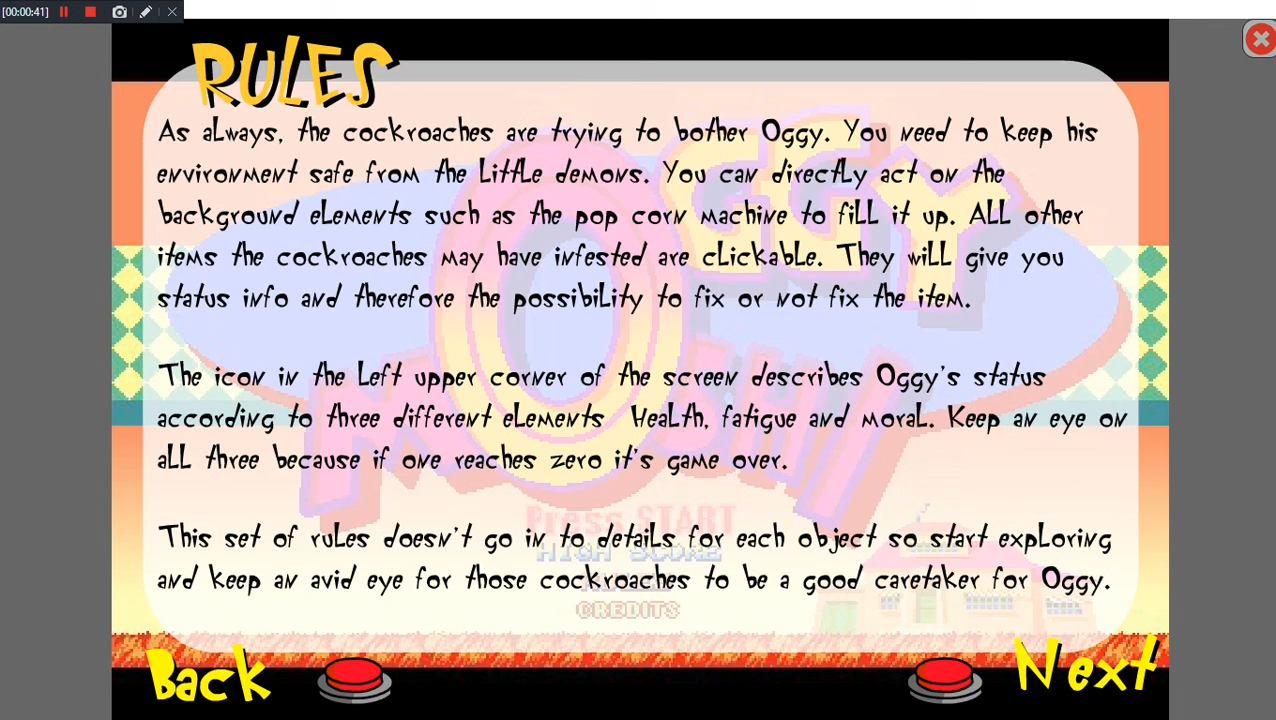 [00:00:41]
RULES
As always, the cockroaches are trying to bother Oggy. You need to keep his
environment safe from the little demons. You can directly act on the
background elements such as the pop corn machine to fill it up. All other
items the cockroaches may have infested are clickable. They will give you
status info and therefore the possibility to fix or not fix the item.
The icon in the left upper corner of the screen describes Oggy's status
according to three different elements Health, fatigue and moral. Keep an eye on
all three because if one reaches zero it's game over.
This set of rules doesn't go in to details for each object so start exploring
and keep an avid eye for those cockroaches to be a good caretaker for Oggy.
OGGY
MOSHI
Press START
HIGH SCORE
CREDITS
Back
Next